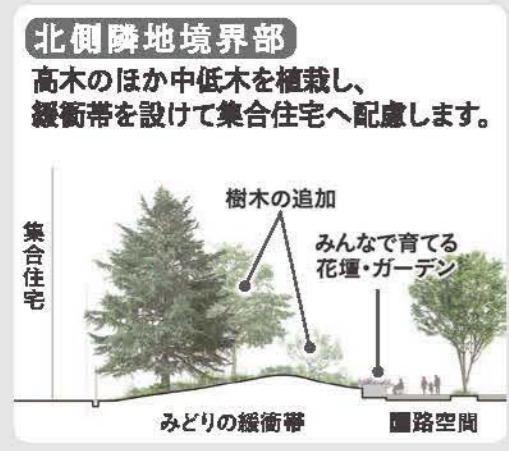 北側隣地境界部
高木のほか中低木を植栽し、
緩衝帯を設けて集合住宅へ配慮します。
樹木の追加
みんなで育てる
花壇・ガーデン
集合住宅
みどりの緩衝帯
園路空間